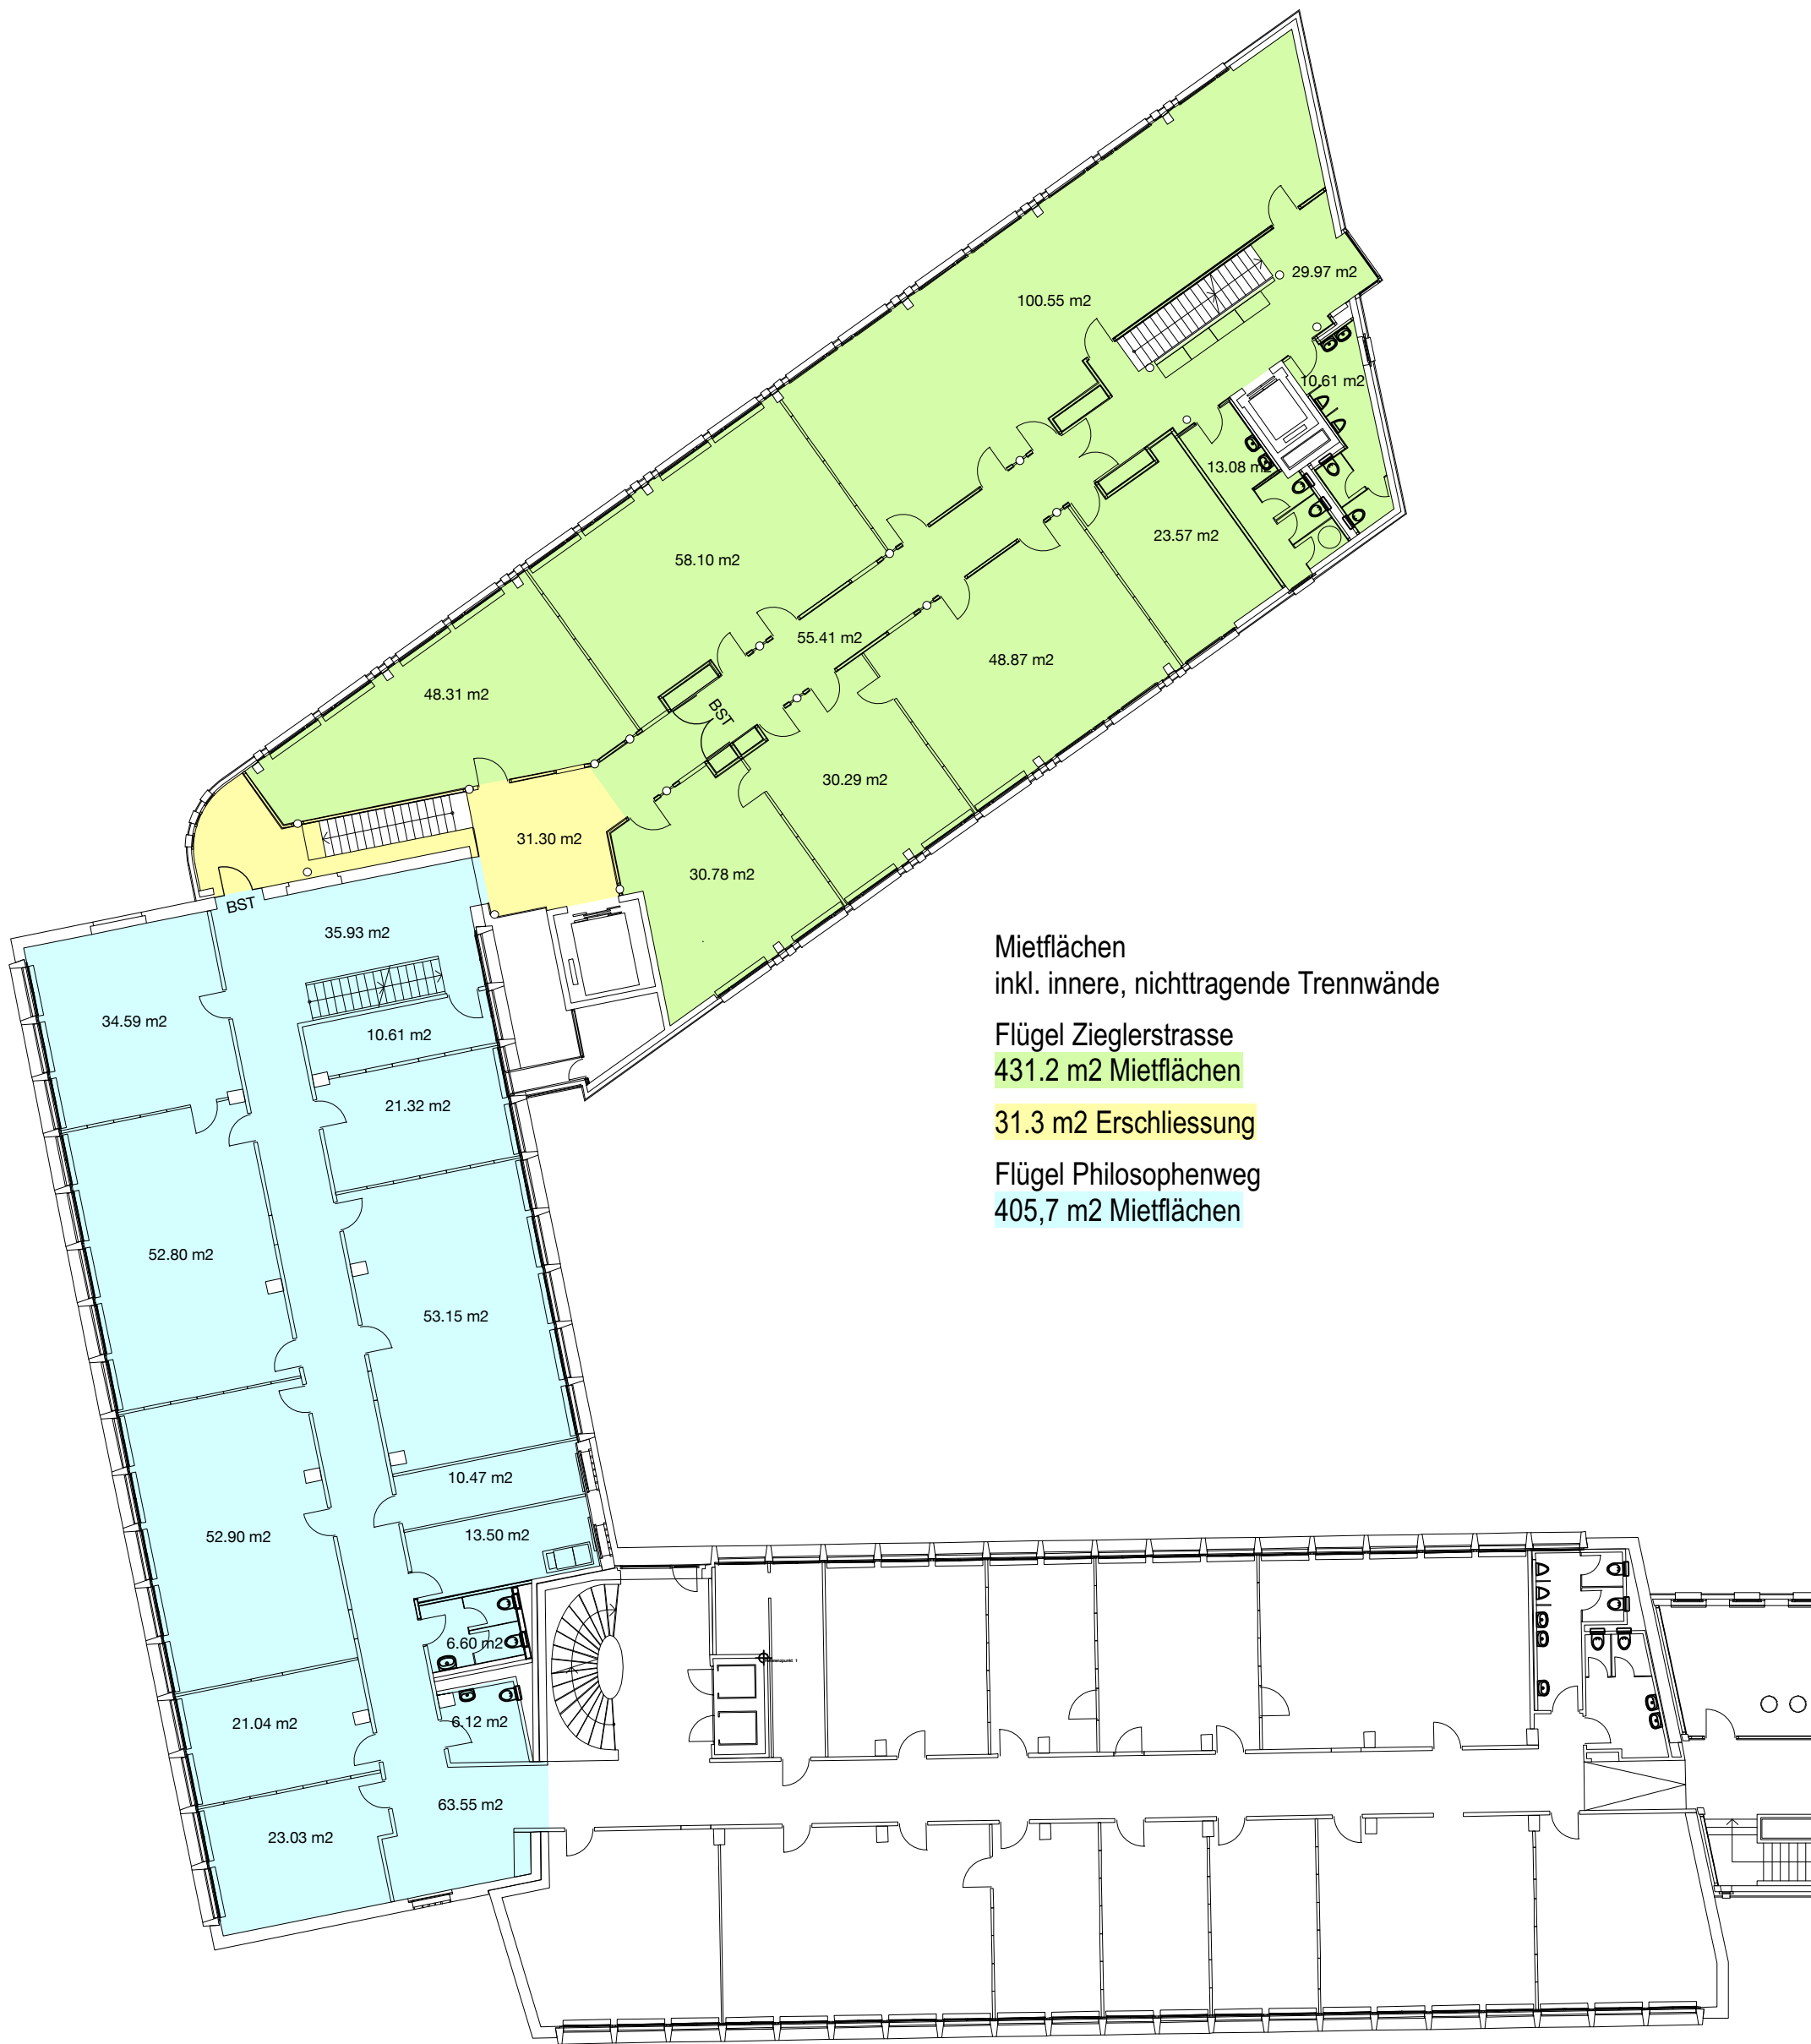 29.97 m2
100.55 m2
10.61 m2
13.08 m2
23.57 m2
58.10 m2
55.41 m2
48.87 m2
48.31 m2
BST
30.29 m2
31.30 m2
30.78 m2
BST
35.93 m2
34.59 m2
10.61 m2
21.32 m2
52.80 m2
53.15 m2
10.47 m2
52.90 m2
13.50 m2
6.60 m2
21.04 m2
6.12 m2
63.55 m2
23.03 m2
Mietflächen
inkl. innere, nichttragende Trennwände
Flügel Zieglerstrasse
431.2 m2 Mietflächen
31.3 m2 Erschliessung
Flügel Philosophenweg
405,7 m2 Mietflächen